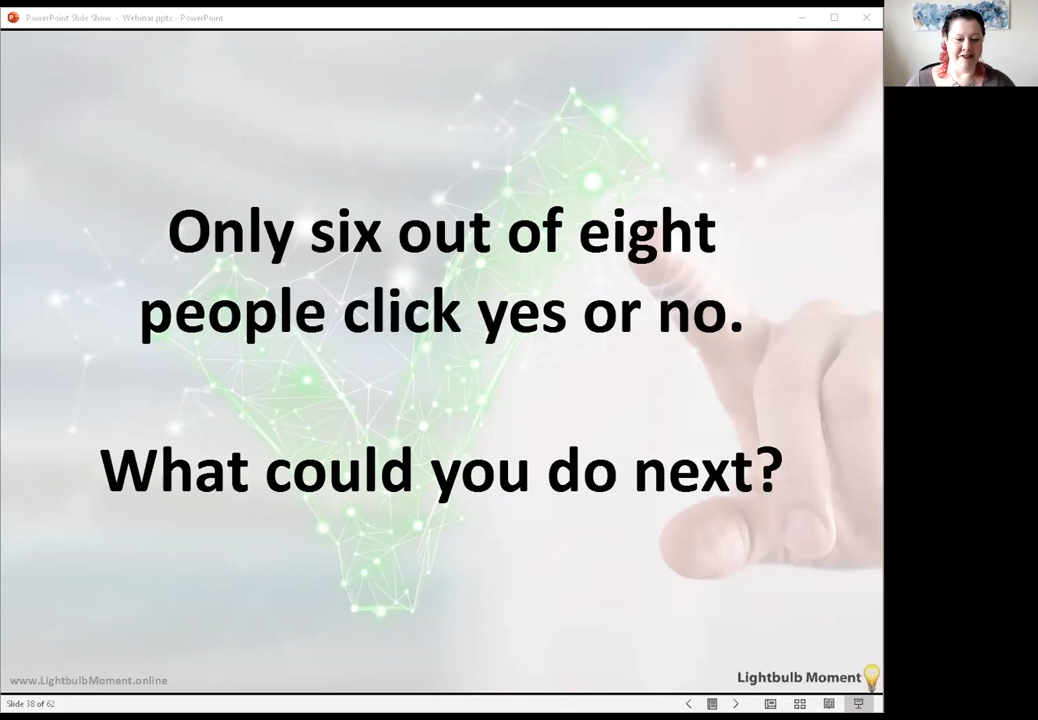 PowerPoint Slide Show - Webinar.pptx - PowerPoint
Only six out of eight
people click yes or no.
What could you do next?
www.LightbulbMoment.online
Lightbulb Moment
Slide 38 of 62